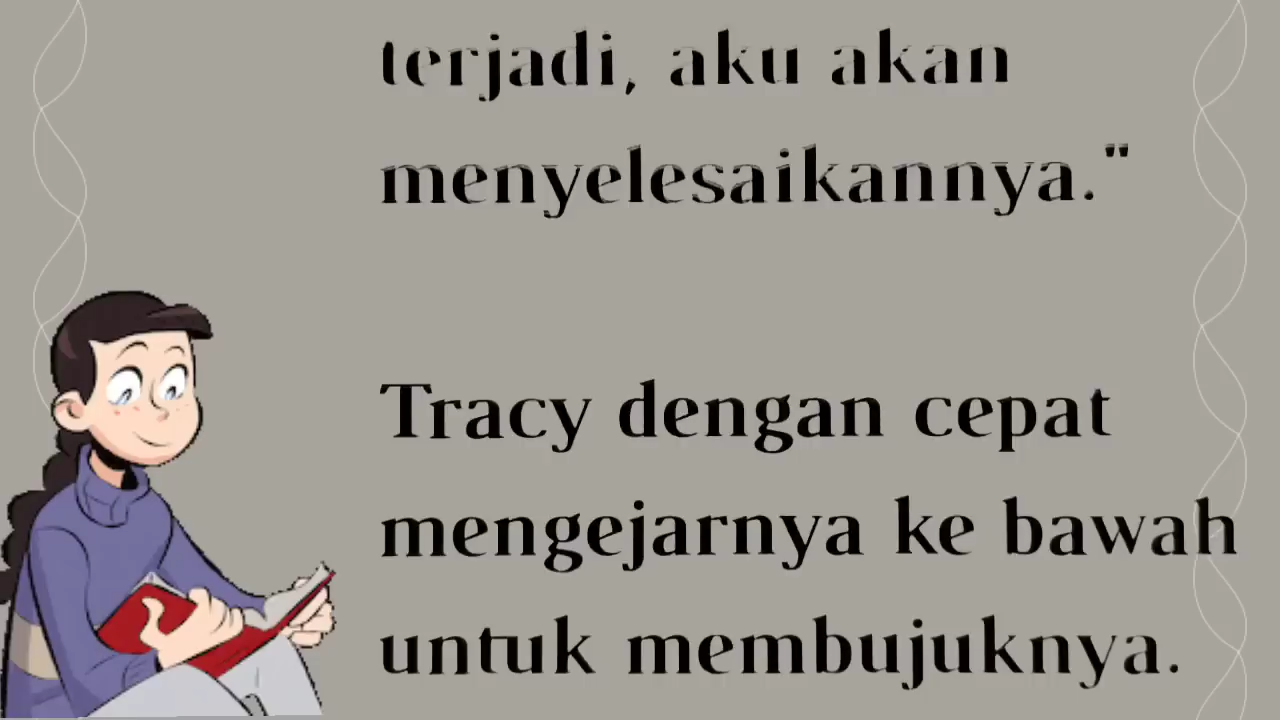 terjadi, aku akan
menyelesaikannya."
Tracy dengan cepat
mengejarnya ke bawah
untuk membujuknya.